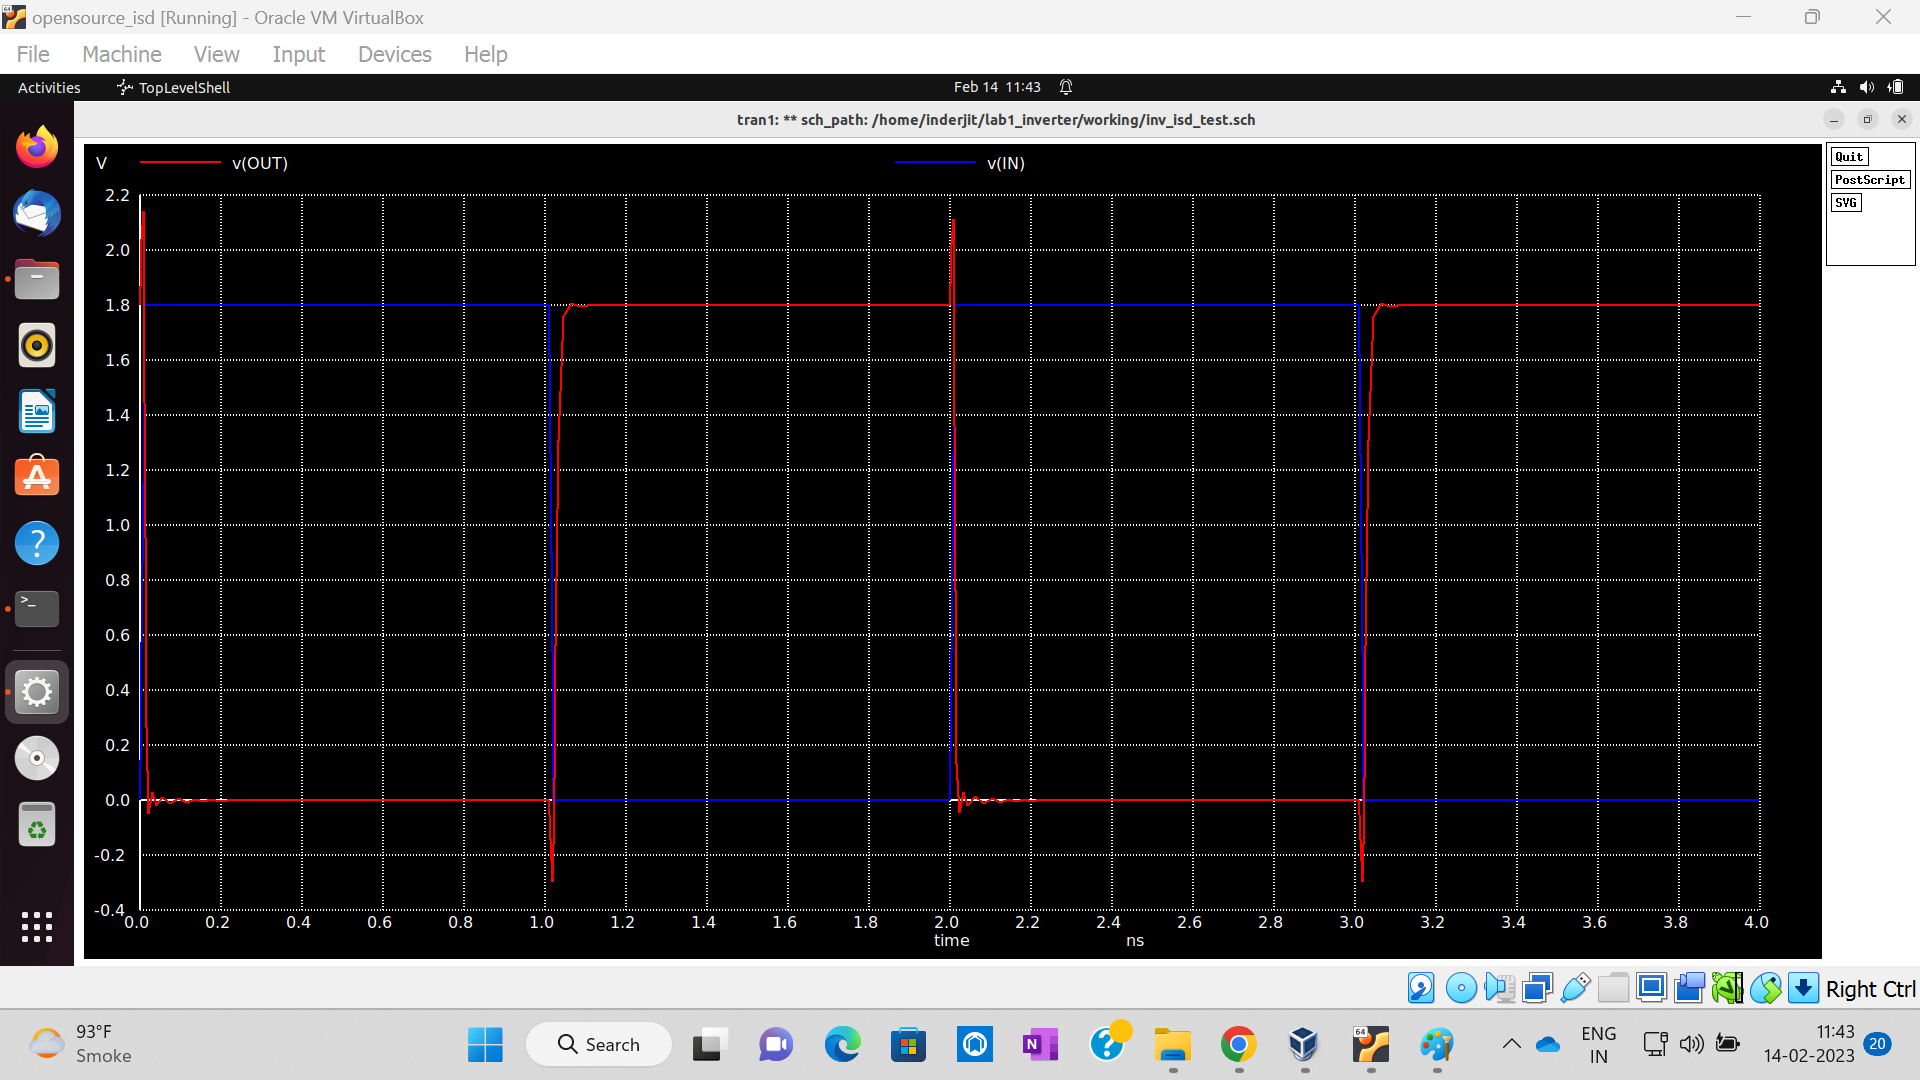 opensource_isd [Running] - Oracle VM VirtualBox
File Machine View Input Devices Help
Activities TopLevelShell Feb 14 11:43
tran1: ** sch_path: /home/inderjit/lab1_inverter/working/inv_isd_test.sch
V v(OUT) v(IN)
Quit
PostScript
SVG
2.2
2.0
1.8
1.6
1.4
1.2
1.0
0.8
0.6
0.4
0.2
0.0
-0.2
-0.4
0.0 0.2 0.4 0.6 0.8 1.0 1.2 1.4 1.6 1.8 2.0 2.2 2.4 2.6 2.8 3.0 3.2 3.4 3.6 3.8 4.0
time ns
Right Ctrl
93°F
Smoke
Search
ENG
IN
11:43
14-02-2023
20